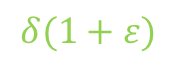 δ(1 + ε)